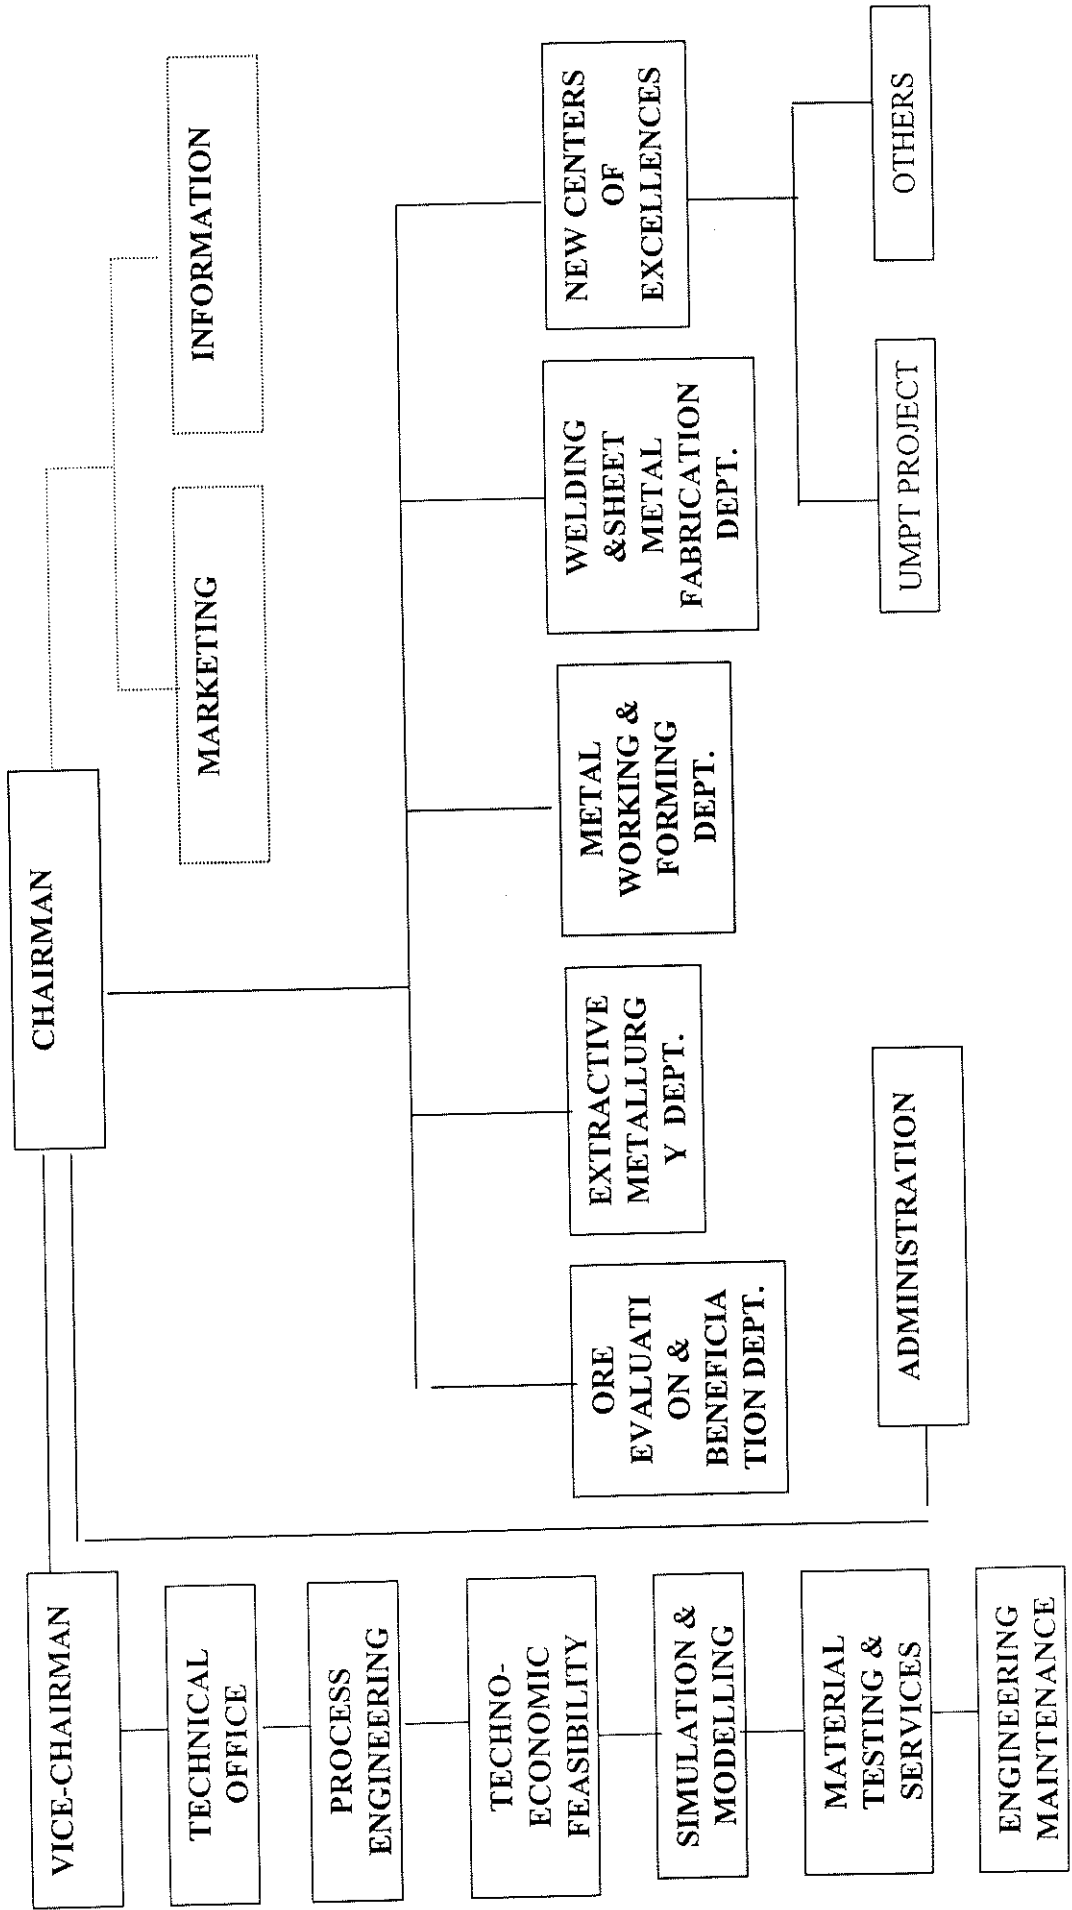 CHAIRMAN
INFORMATION
MARKETING
VICE-CHAIRMAN
TECHNICAL
OFFICE
PROCESS
ENGINEERING
TECHNO-
ECONOMIC
FEASIBILITY
SIMULATION &
MODELLING
MATERIAL
TESTING &
SERVICES
ENGINEERING
MAINTENANCE
ORE
EVALUATI
ON &
BENEFICIA
TION DEPT.
EXTRACTIVE
METALLURG
Y DEPT.
METAL
WORKING &
FORMING
DEPT.
WELDING
&SHEET
METAL
FABRICATION
DEPT.
NEW CENTERS
OF
EXCELLENCES
ADMINISTRATION
UMPT PROJECT
OTHERS